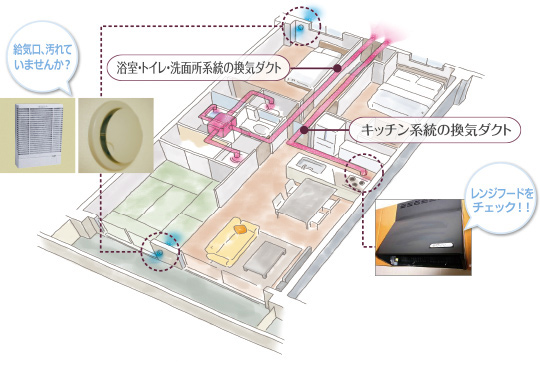 給気口、汚れて
いませんか?
浴室・トイレ・洗面所系統の換気ダクト
キッチン系統の換気ダクト
レンジフードを
チェック!!